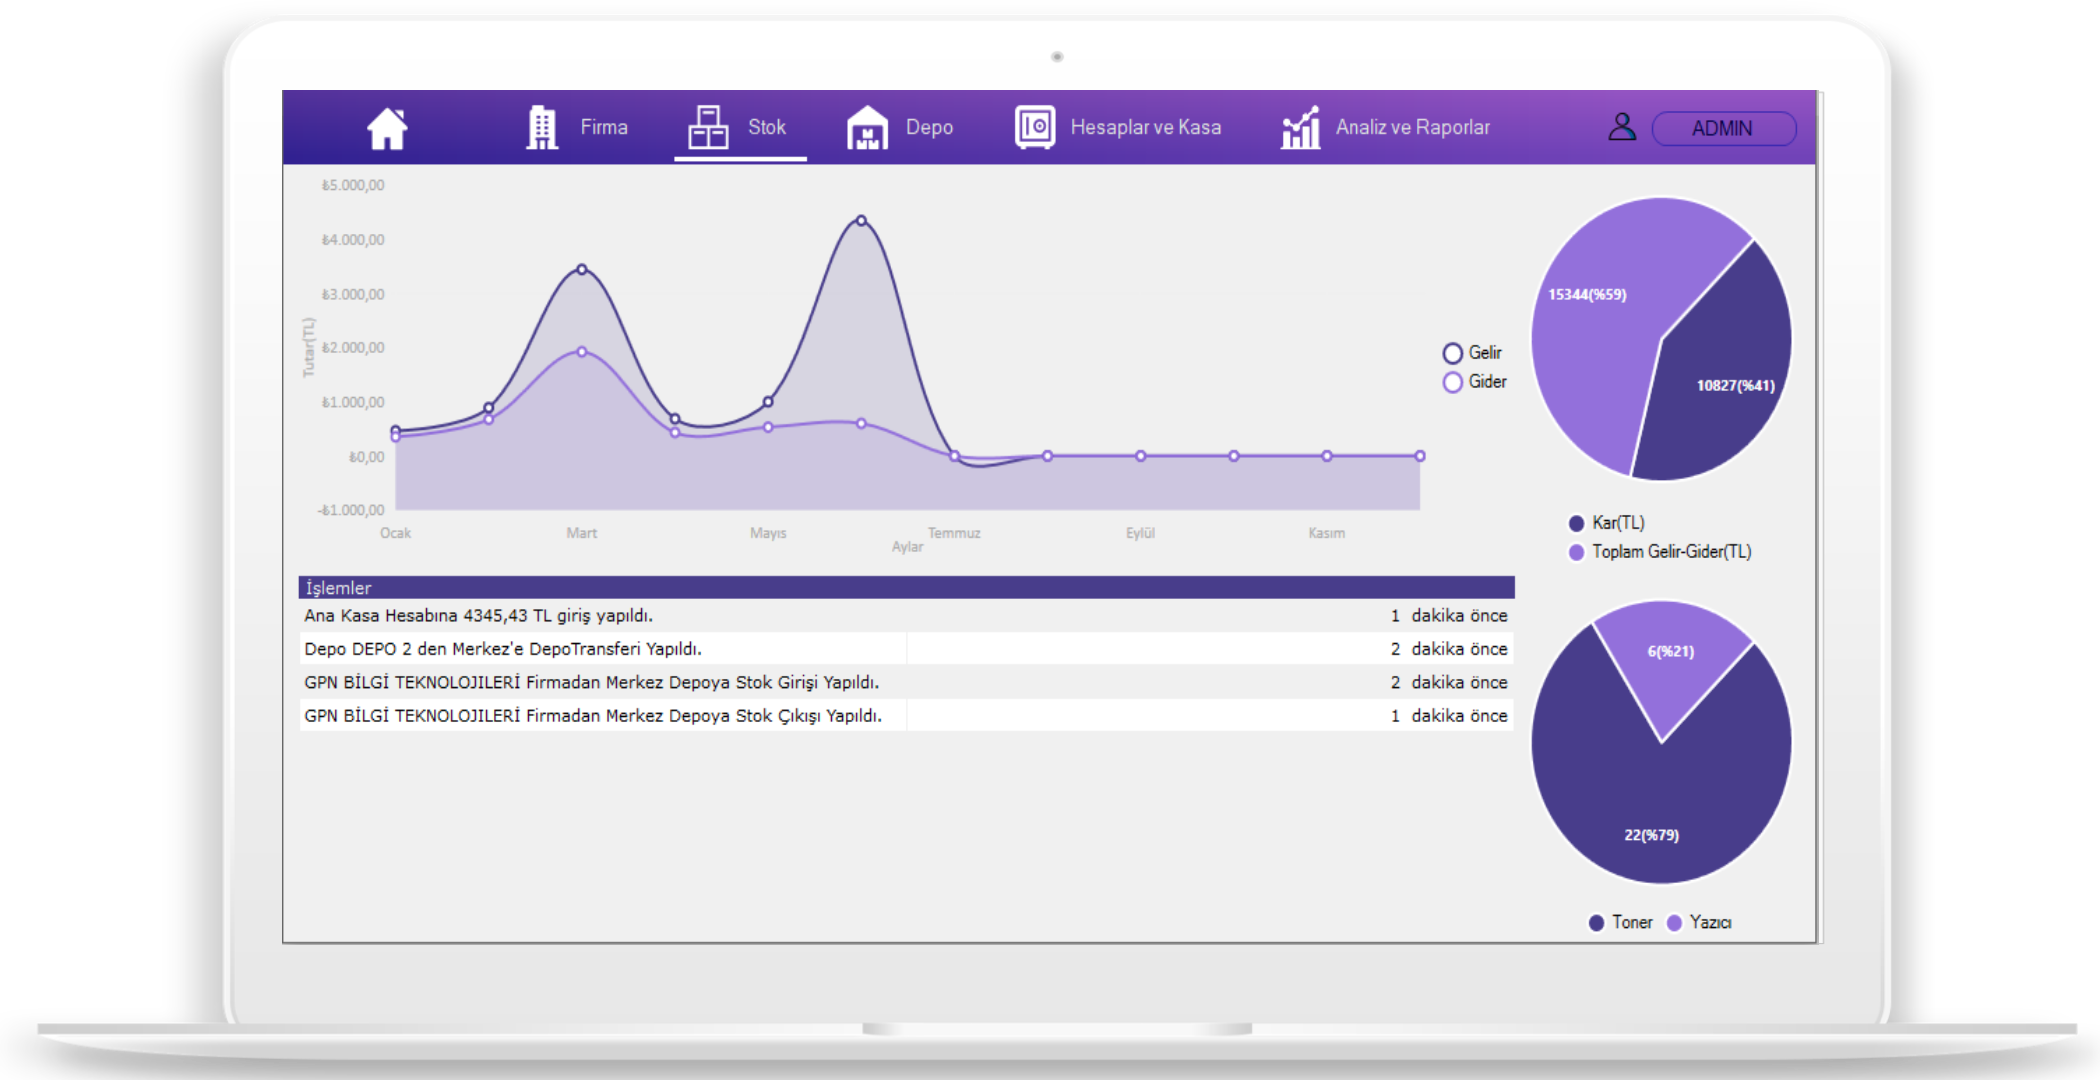 Firma
Stok
Depo
Hesaplar ve Kasa
Analiz ve Raporlar
ADMIN
₺5.000,00
₺4.000,00
₺3.000,00
₺2.000,00
₺1.000,00
₺0,00
-₺1.000,00
Tutar(TL)
Ocak
Mart
Mayıs
Temmuz
Eylül
Kasım
Aylar
Gelir
Gider
15344(%59)
10827(%41)
Kar(TL)
Toplam Gelir-Gider(TL)
İşlemler
Ana Kasa Hesabına 4345,43 TL giriş yapıldı. 1 dakika önce
Depo DEPO 2 den Merkez'e DepoTransferi Yapıldı. 2 dakika önce
GPN BİLGİ TEKNOLOJILERİ Firmadan Merkez Depoya Stok Girişi Yapıldı. 2 dakika önce
GPN BİLGİ TEKNOLOJILERİ Firmadan Merkez Depoya Stok Çıkışı Yapıldı. 1 dakika önce
6(%21)
22(%79)
Toner
Yazıcı